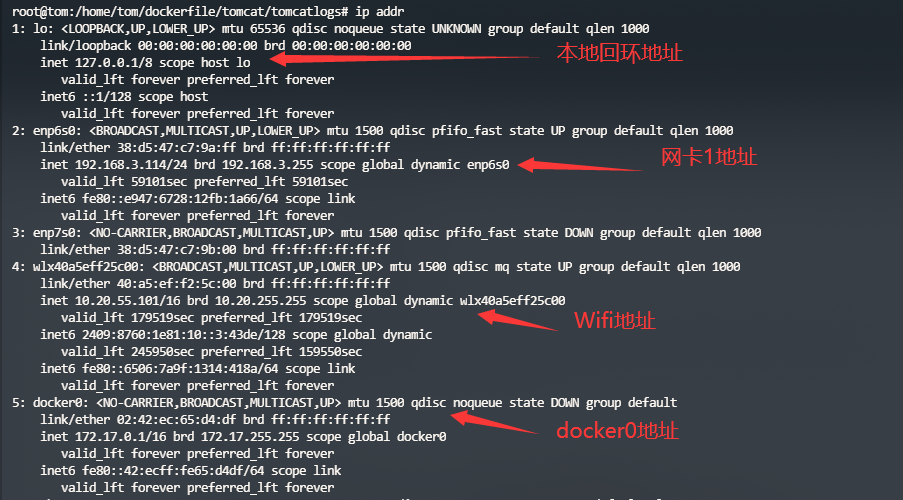 root@tom:/home/tom/dockerfile/tomcat/tomcatlogs# ip addr
1: lo: <LOOPBACK,UP,LOWER_UP> mtu 65536 qdisc noqueue state UNKNOWN group default qlen 1000
link/loopback 00:00:00:00:00:00 brd 00:00:00:00:00:00
本地回环地址
inet 127.0.0.1/8 scope host lo
valid_lft forever preferred_lft forever
inet6 ::1/128 scope host
valid_lft forever preferred_lft forever
2: enp6s0: <BROADCAST,MULTICAST,UP,LOWER_UP> mtu 1500 qdisc pfifo_fast state UP group default qlen 1000
link/ether 38:d5:47:c7:9a:ff brd ff:ff:ff:ff:ff:ff
网卡1地址
inet 192.168.3.114/24 brd 192.168.3.255 scope global dynamic enp6s0
valid_lft 59101sec preferred_lft 59101sec
inet6 fe80::e947:6728:12fb:1a66/64 scope link
valid_lft forever preferred_lft forever
3: enp7s0: <NO-CARRIER,BROADCAST,MULTICAST,UP> mtu 1500 qdisc pfifo_fast state DOWN group default qlen 1000
link/ether 38:d5:47:c7:9b:00 brd ff:ff:ff:ff:ff:ff
4: wlx40a5eff25c00: <BROADCAST,MULTICAST,UP,LOWER_UP> mtu 1500 qdisc mq state UP group default qlen 1000
link/ether 40:a5:ef:f2:5c:00 brd ff:ff:ff:ff:ff:ff
inet 10.20.55.101/16 brd 10.20.255.255 scope global dynamic wlx40a5eff25c00
valid_lft 179519sec preferred_lft 179519sec
Wifi地址
inet6 2409:8760:1e81:10::3:43de/128 scope global dynamic
valid_lft 245950sec preferred_lft 159550sec
inet6 fe80::6506:7a9f:1314:418a/64 scope link
valid_lft forever preferred_lft forever
5: docker0: <NO-CARRIER,BROADCAST,MULTICAST,UP> mtu 1500 qdisc noqueue state DOWN group default
link/ether 02:42:ec:65:d4:df brd ff:ff:ff:ff:ff:ff
docker0地址
inet 172.17.0.1/16 brd 172.17.255.255 scope global docker0
valid_lft forever preferred_lft forever
inet6 fe80::42:ecff:fe65:d4df/64 scope link
valid_lft forever preferred_lft forever